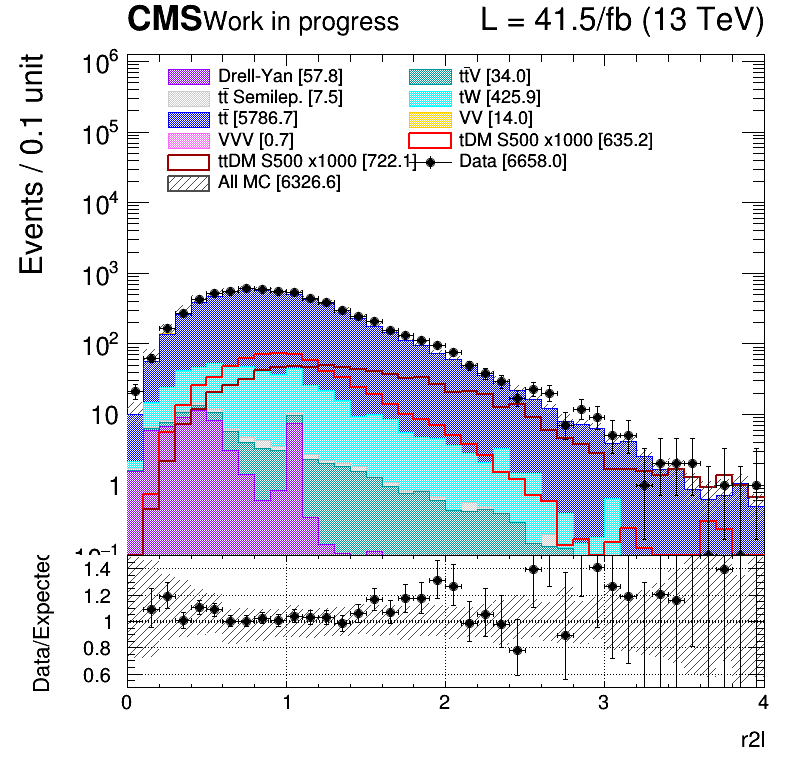 CMS Work in progress L = 41.5/fb (13 TeV)
Events / 0.1 unit
10⁶
10⁵
10⁴
10³
10²
10
1
10⁻¹
Drell-Yan [57.8] tt̄V [34.0]
tt̄ Semilep. [7.5] tW [425.9]
tt̄ [5786.7] VV [14.0]
VVV [0.7] tDM S500 x1000 [635.2]
ttDM S500 x1000 [722.1] Data [6658.0]
All MC [6326.6]
Data/Expected
1.4
1.2
1
0.8
0.6
0 1 2 3 4
r2l